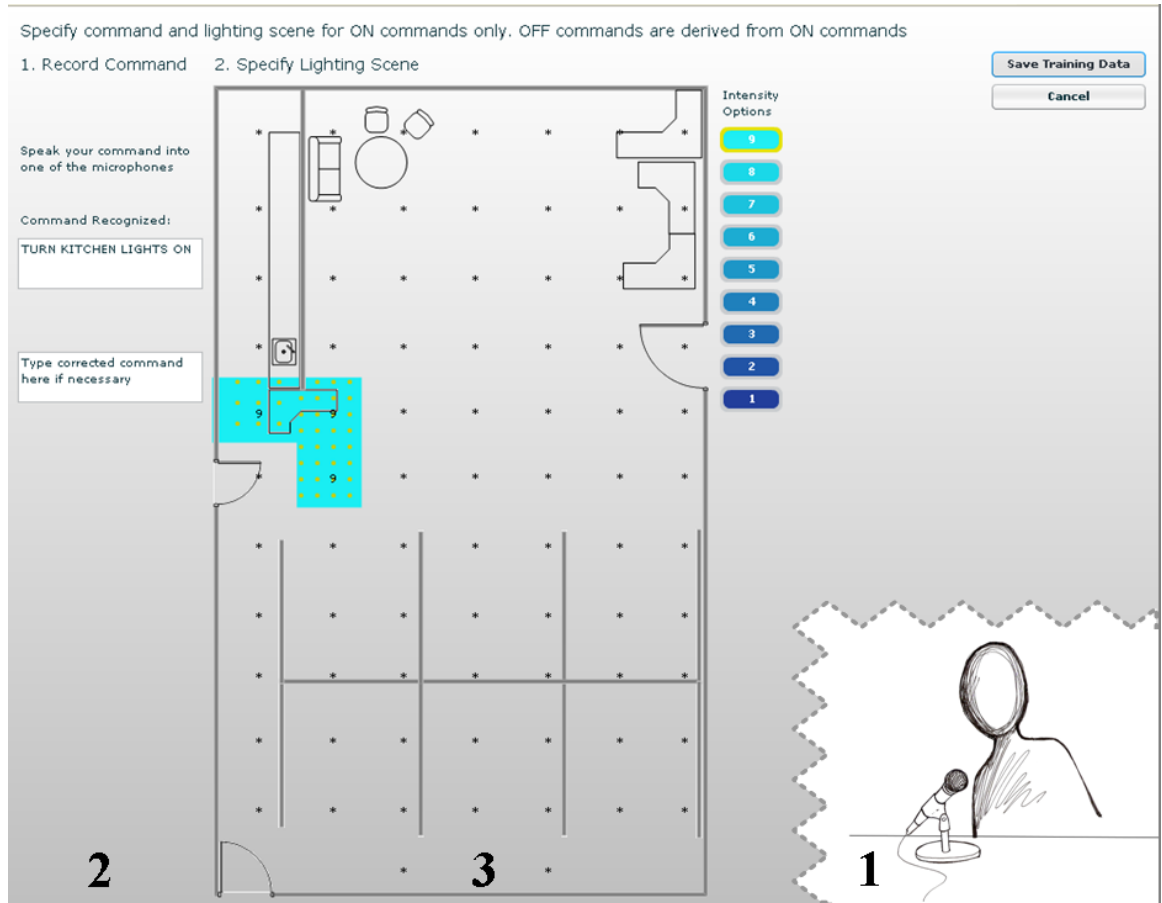 Specify command and lighting scene for ON commands only. OFF commands are derived from ON commands
1. Record Command
2. Specify Lighting Scene
Save Training Data
Cancel
Speak your command into
one of the microphones
Command Recognized:
TURN KITCHEN LIGHTS ON
Type corrected command
here if necessary
Intensity
Options
9
8
7
6
5
4
3
2
1
9
9
9
2
3
1